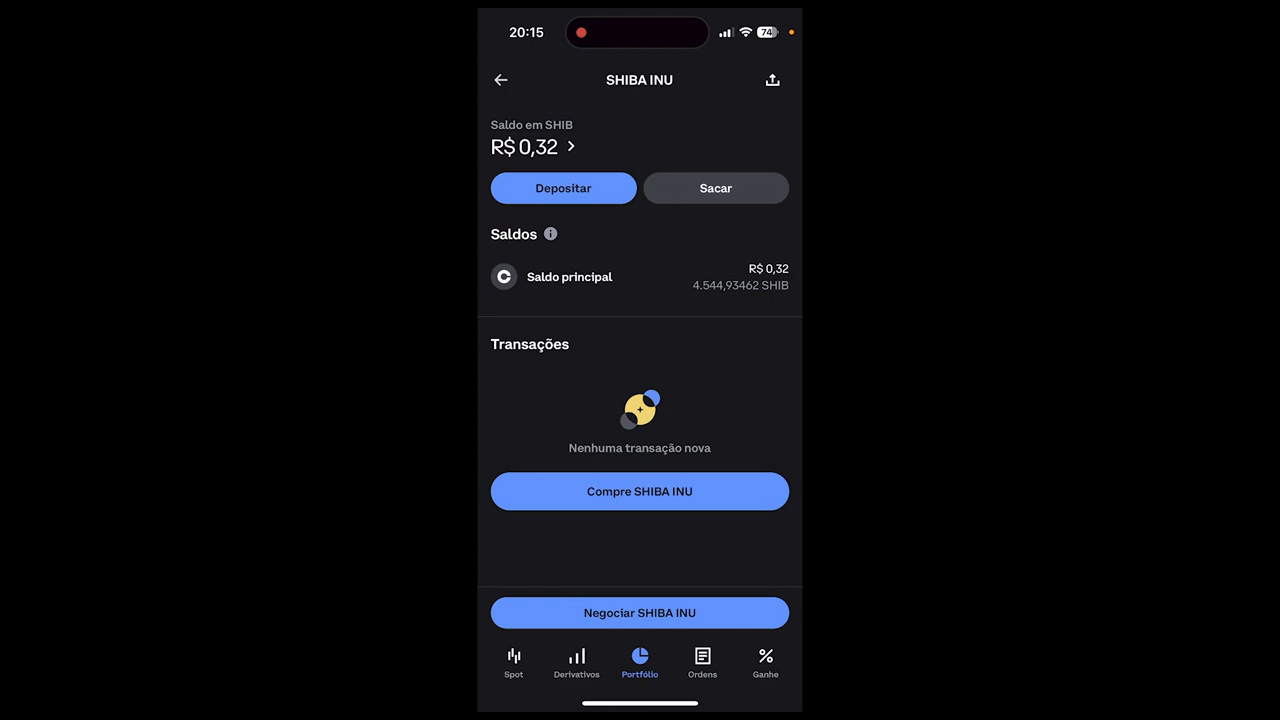 20:15
74
SHIBA INU
Saldo em SHIB
R$ 0,32
Depositar
Sacar
Saldos
Saldo principal
R$ 0,32
4.544,93462 SHIB
Transações
Nenhuma transação nova
Compre SHIBA INU
Negociar SHIBA INU
Spot
Derivativos
Portfólio
Ordens
Ganhe